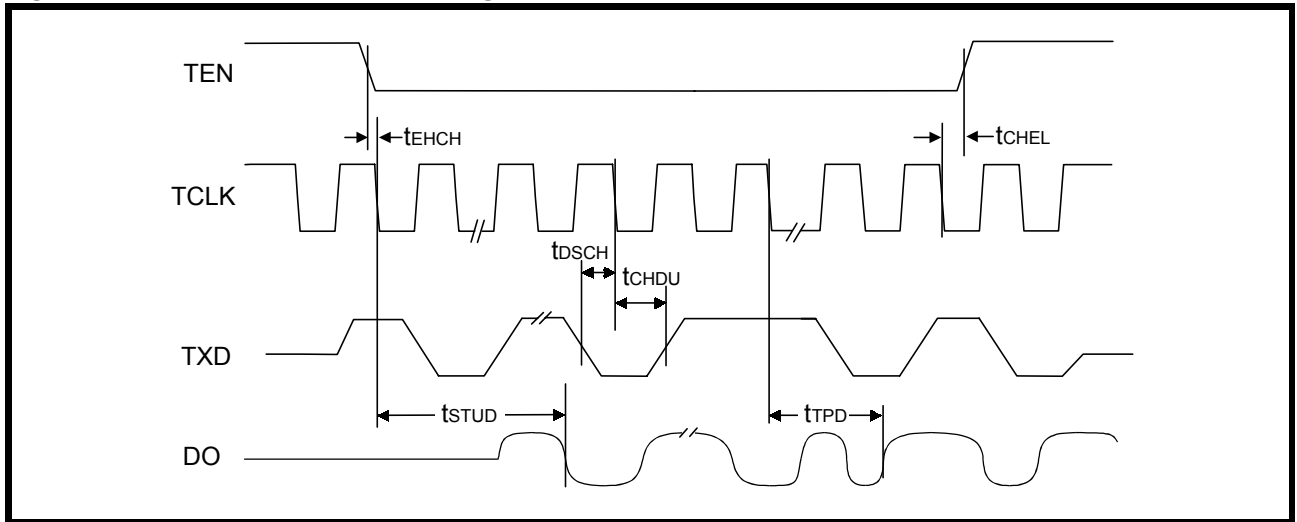 TEN
tEHCH
tCHEL
TCLK
tDSCH
tCHDU
TXD
tSTUD
tTPD
DO